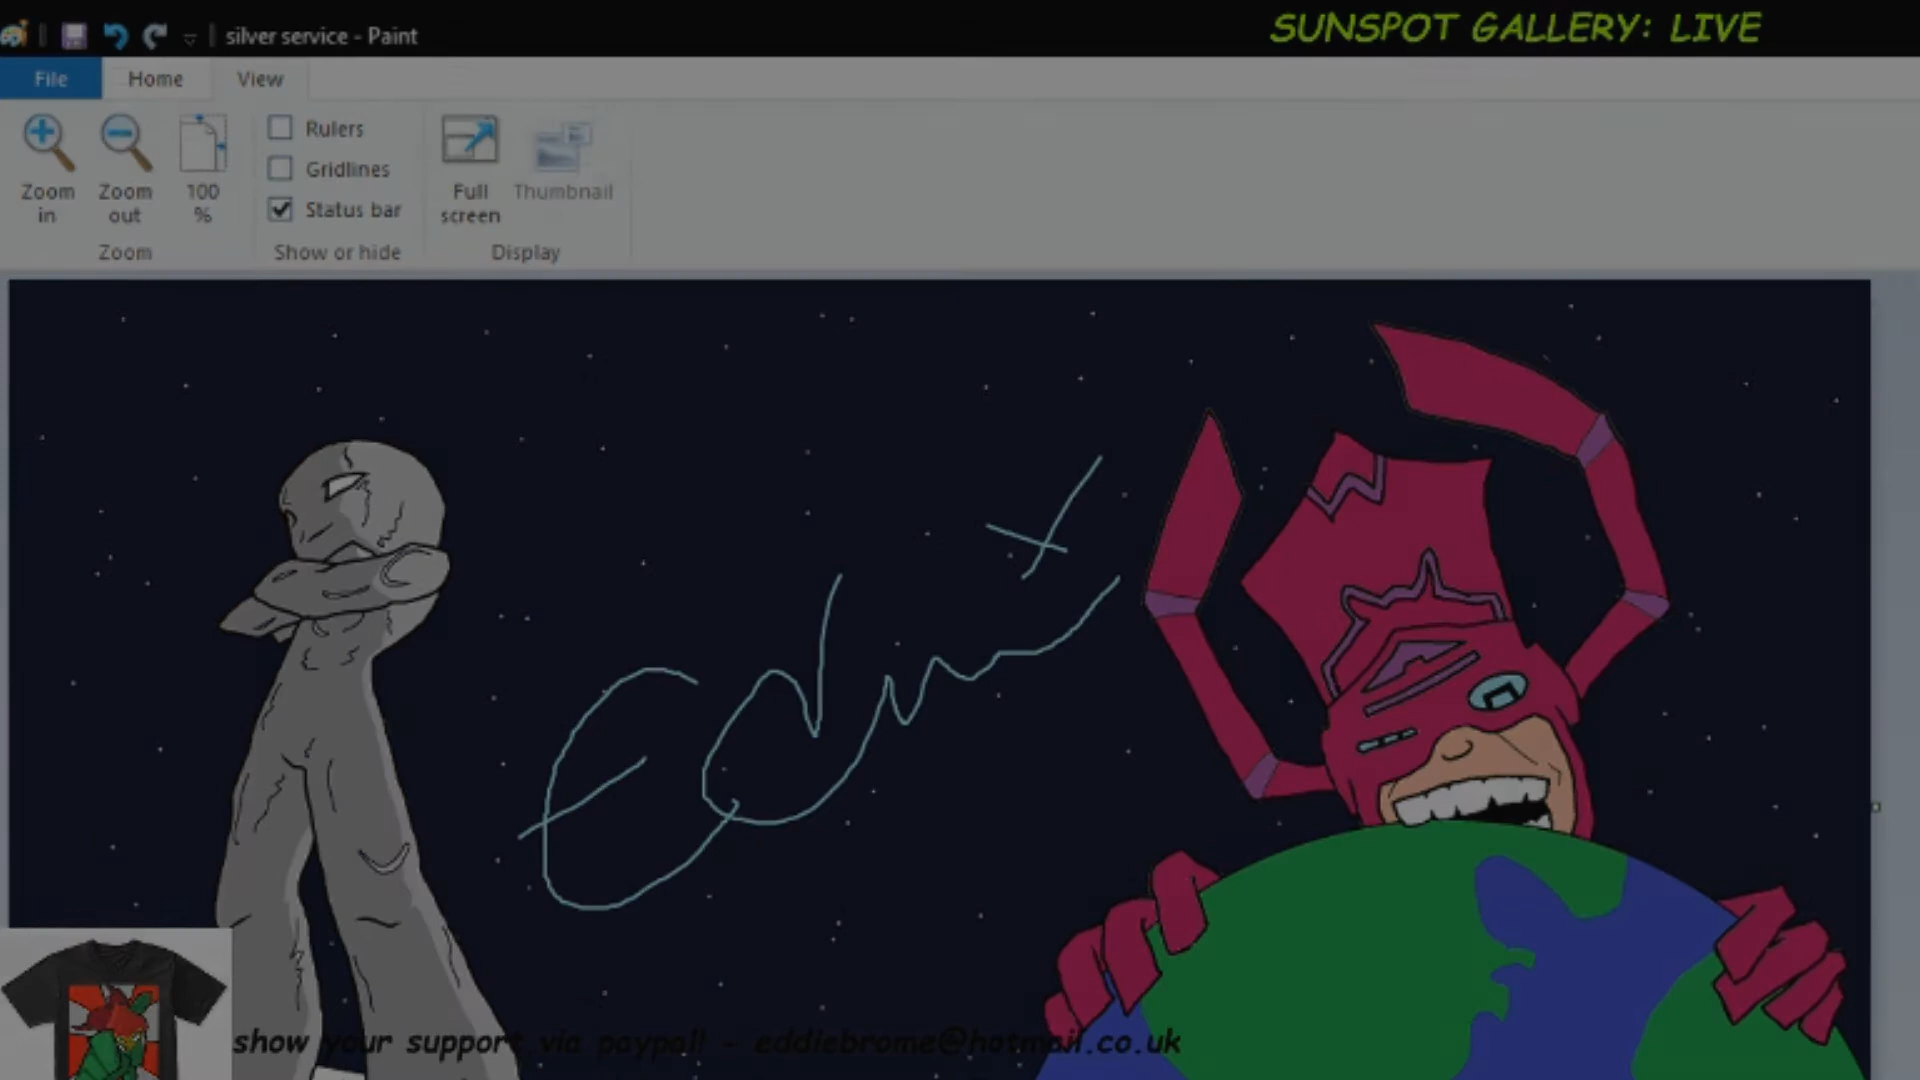 SUNSPOT GALLERY: LIVE
silver service - Paint
File Home View
Zoom in
Zoom out
100 %
Rulers
Gridlines
Status bar
Full screen
Thumbnail
Zoom
Show or hide
Display
show your support via paypal! - eddiebrome@hotmail.co.uk